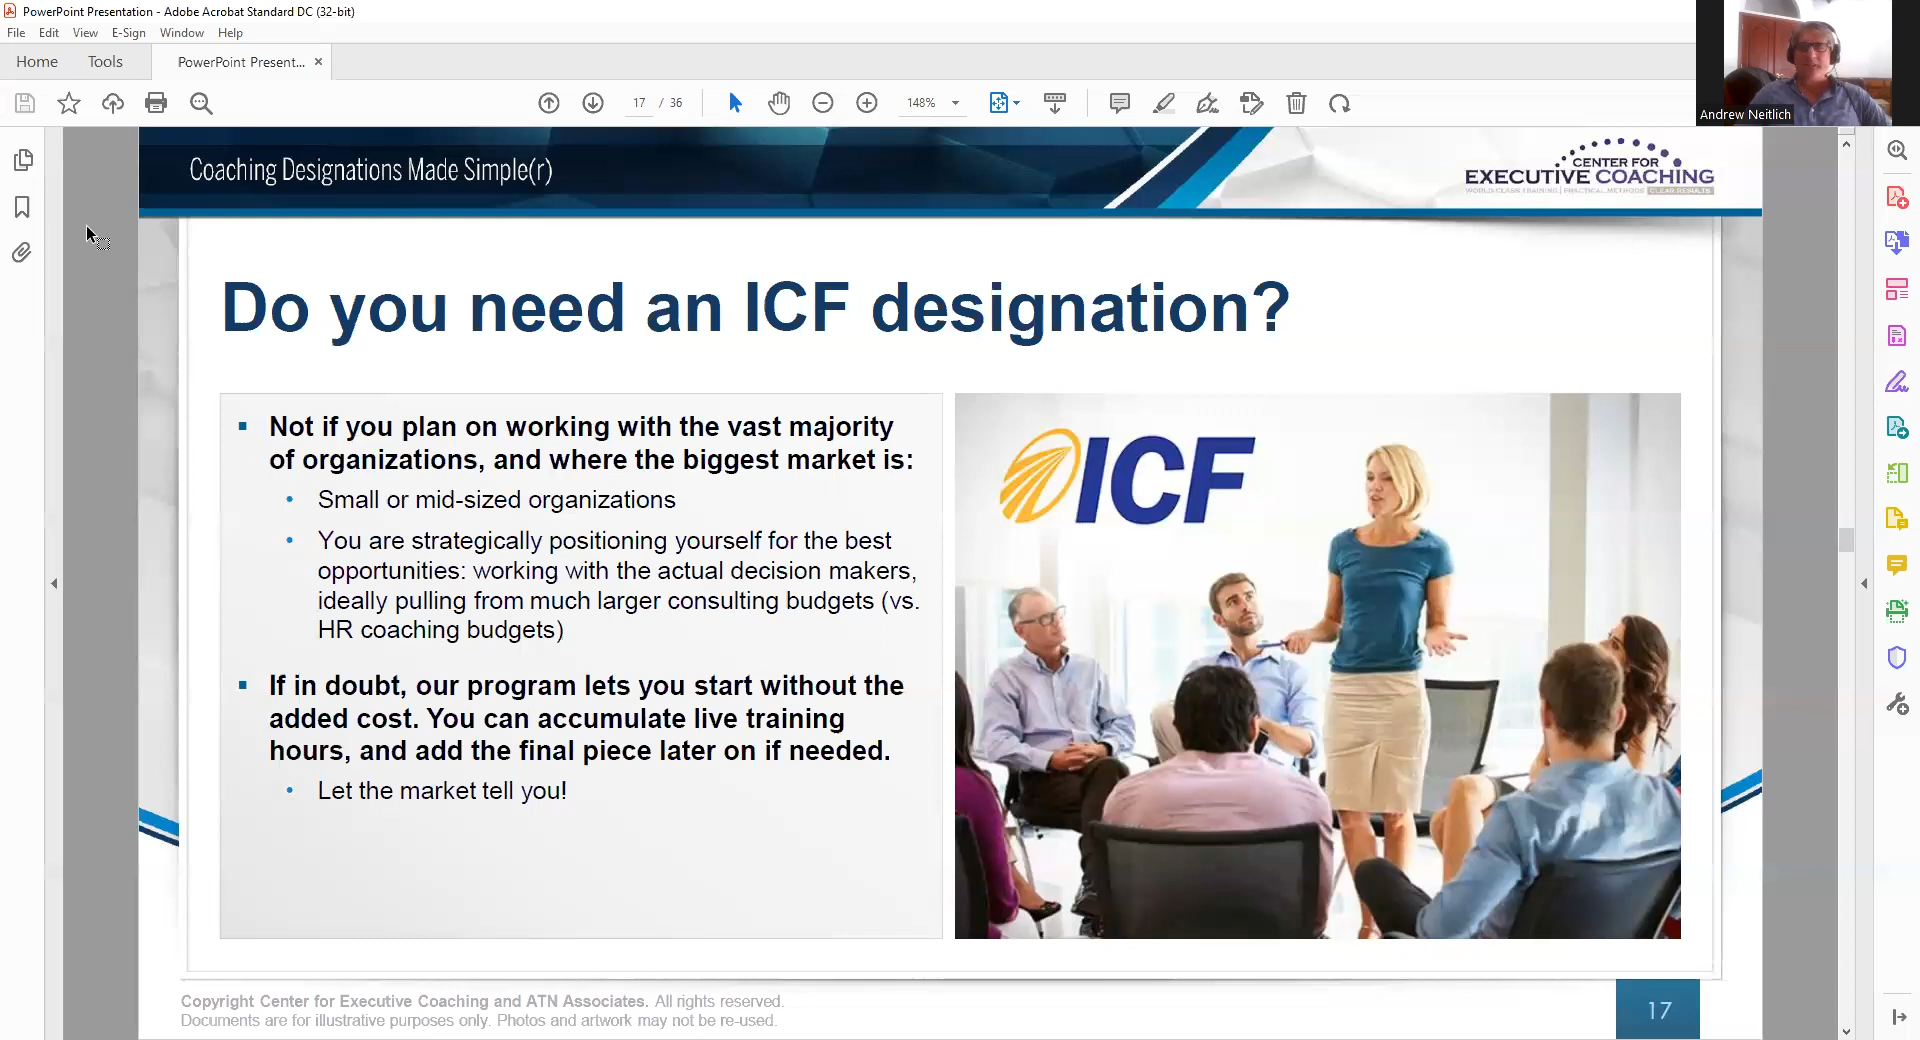 PowerPoint Presentation - Adobe Acrobat Standard DC (32-bit)
File Edit View E-Sign Window Help
Home Tools PowerPoint Present... ×
17 / 36 148%
Andrew Neitlich
Coaching Designations Made Simple(r)
CENTER FOR
EXECUTIVE COACHING
WORLD CLASS TRAINING | PRACTICAL METHODS | CLEAR RESULTS
Do you need an ICF designation?
▪ Not if you plan on working with the vast majority
of organizations, and where the biggest market is:
• Small or mid-sized organizations
• You are strategically positioning yourself for the best
opportunities: working with the actual decision makers,
ideally pulling from much larger consulting budgets (vs.
HR coaching budgets)
▪ If in doubt, our program lets you start without the
added cost. You can accumulate live training
hours, and add the final piece later on if needed.
• Let the market tell you!
ICF
Copyright Center for Executive Coaching and ATN Associates. All rights reserved.
Documents are for illustrative purposes only. Photos and artwork may not be re-used.
17